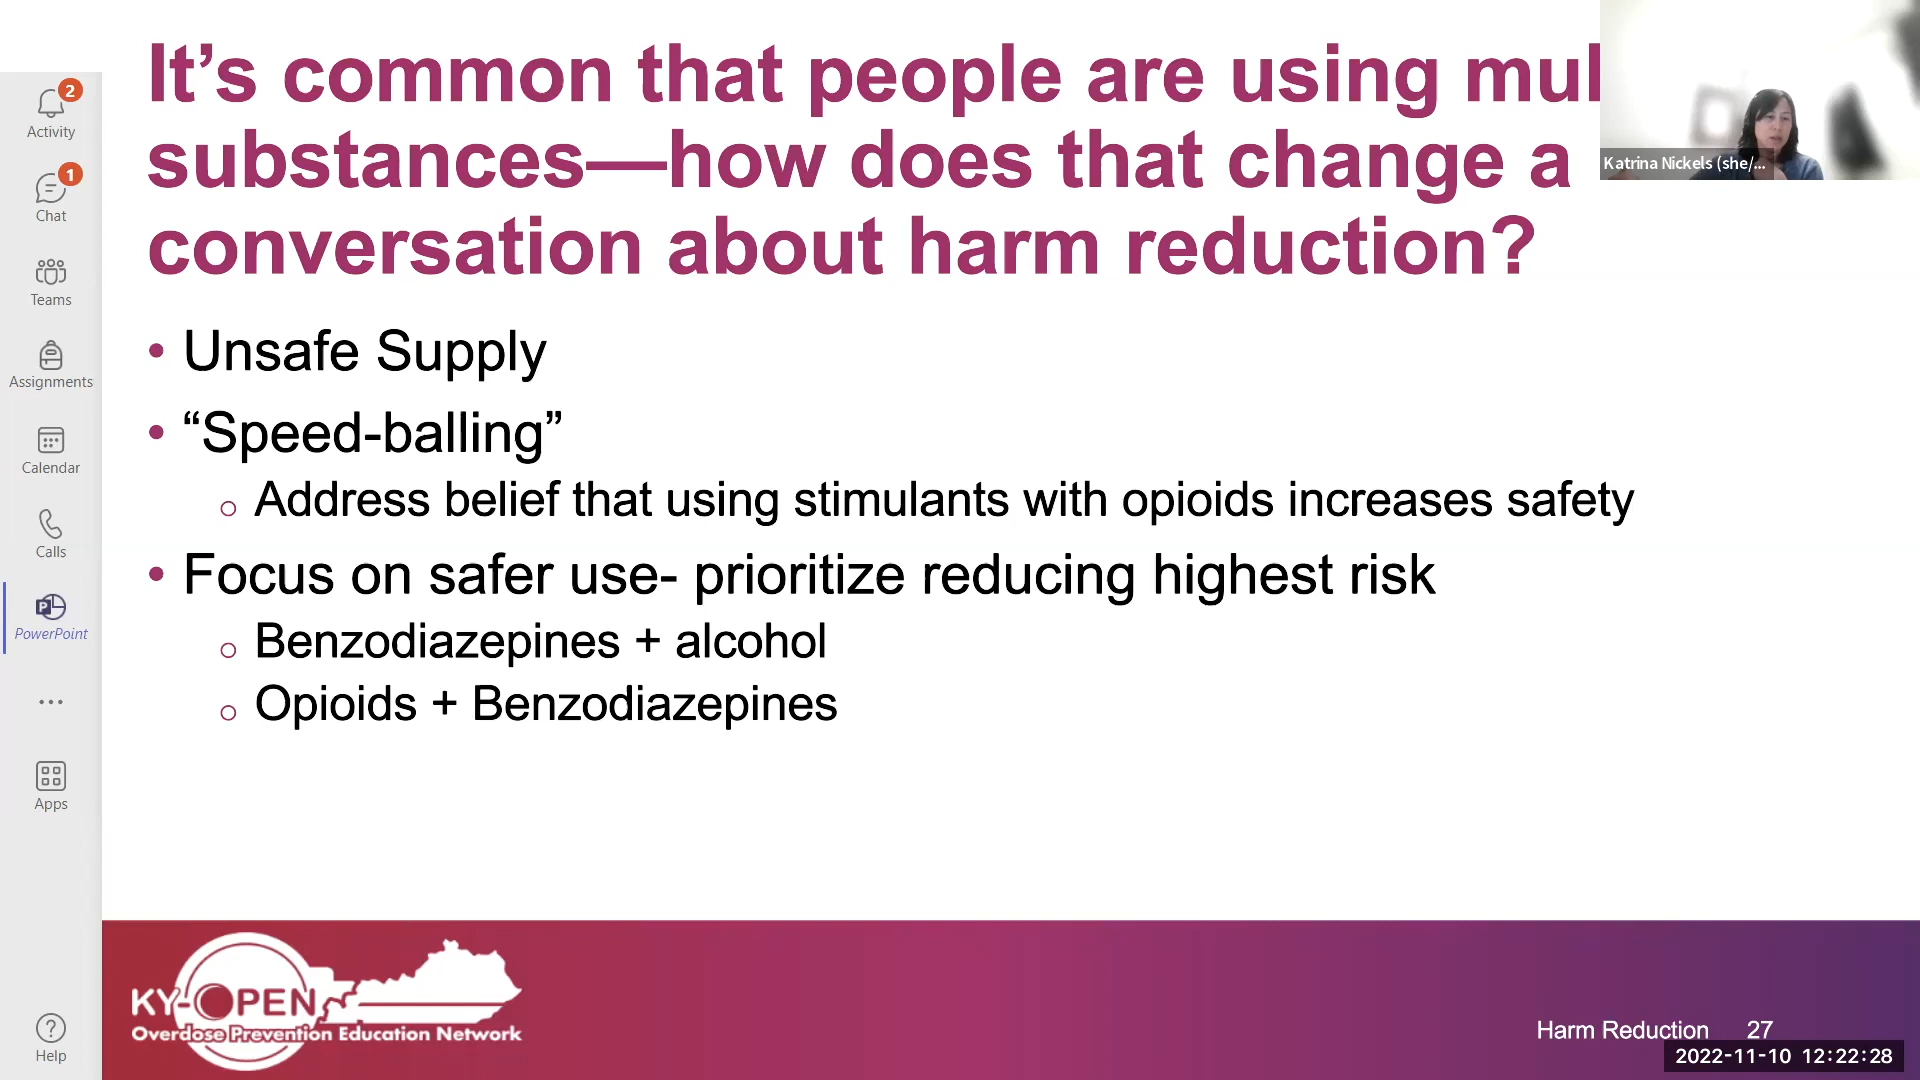 It’s common that people are using mul
substances—how does that change a
conversation about harm reduction?
Katrina Nickels (she/...
2
Activity
1
Chat
Teams
Assignments
Calendar
Calls
PowerPoint
...
Apps
Help
• Unsafe Supply
• “Speed-balling”
o Address belief that using stimulants with opioids increases safety
• Focus on safer use- prioritize reducing highest risk
o Benzodiazepines + alcohol
o Opioids + Benzodiazepines
KY-OPEN
Overdose Prevention Education Network
Harm Reduction 27
2022-11-10 12:22:28